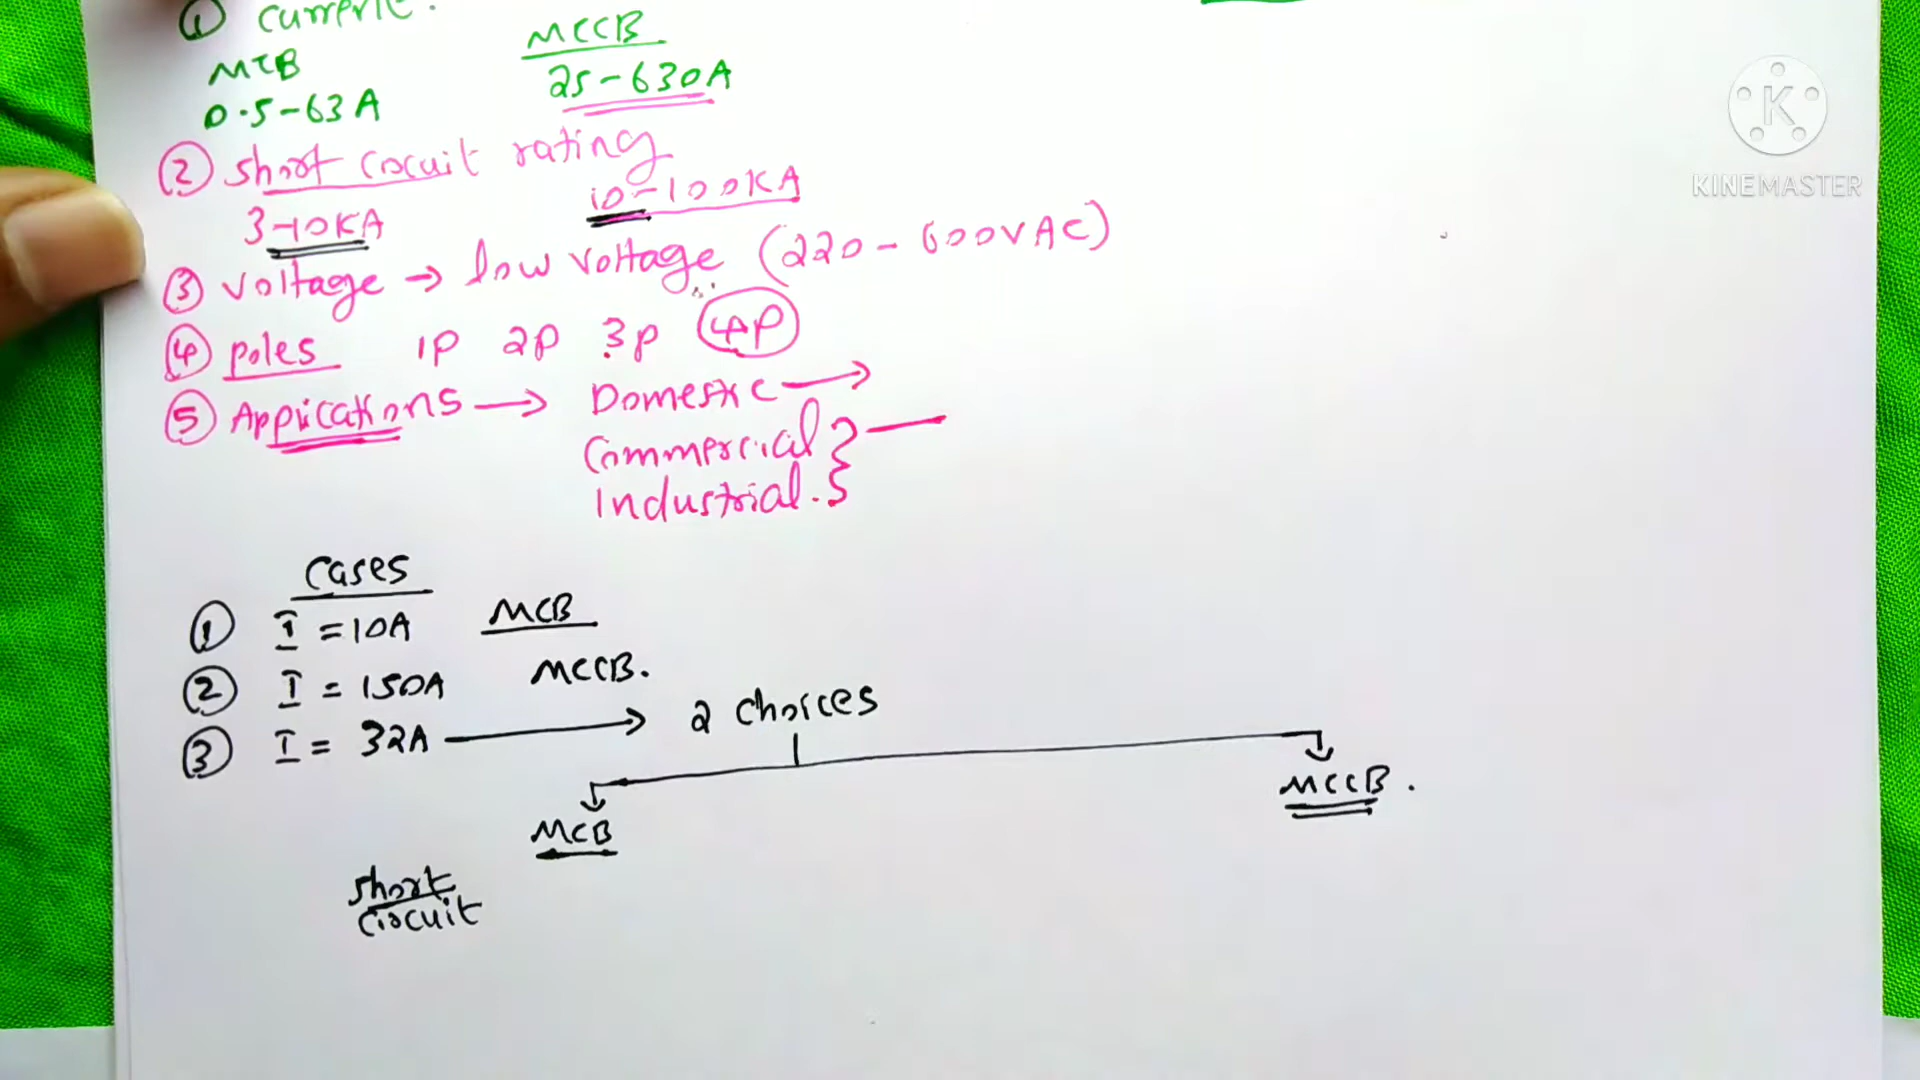 ① Current.
MCB MCCB
0.5-63A 25-630A
② short circuit rating
3-10KA 10-100KA
③ voltage → low voltage (220-600VAC)
④ poles 1P 2P 3P 4P
⑤ Applications → Domestic →
Commercial
Industrial.
Cases
① I = 10A MCB
② I = 150A MCCB.
③ I = 32A → 2 choices
MCB MCCB.
short
circuit
K
KINEMASTER